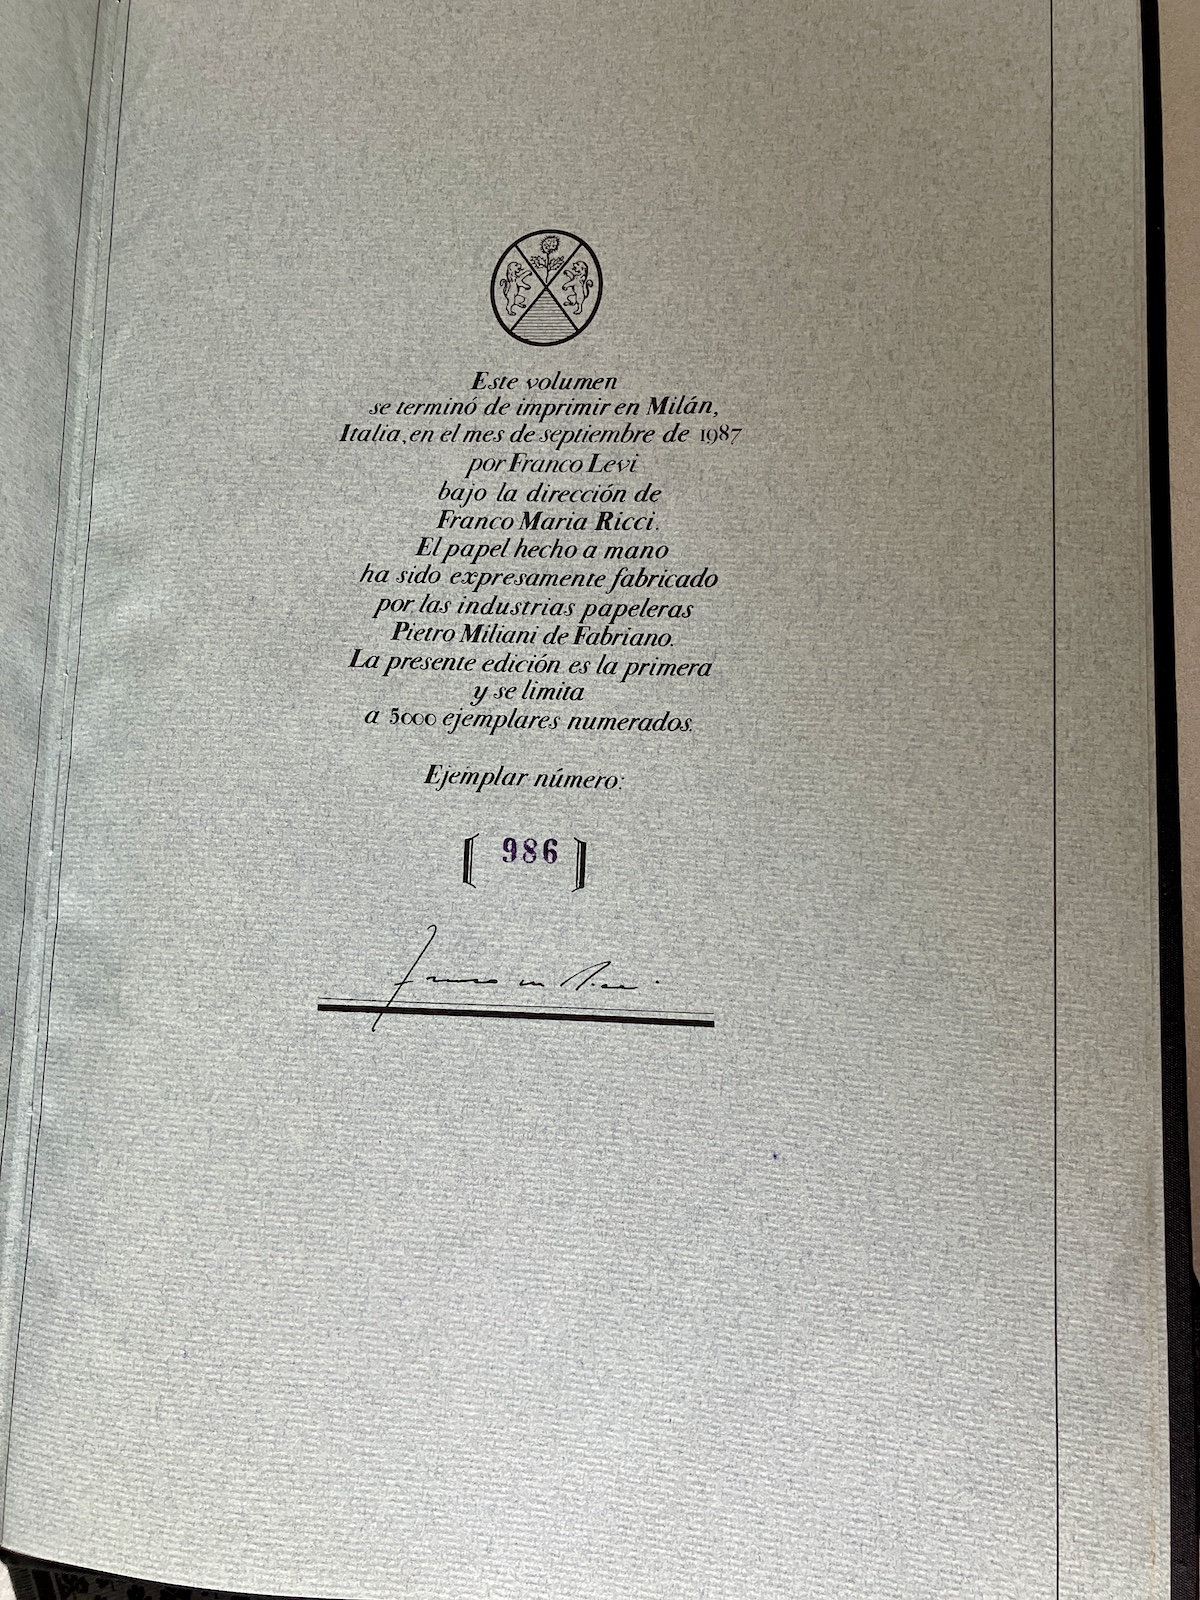 Este volumen
se terminó de imprimir en Milán,
Italia, en el mes de septiembre de 1987
por Franco Levi
bajo la dirección de
Franco Maria Ricci.
El papel hecho a mano
ha sido expresamente fabricado
por las industrias papeleras
Pietro Miliani de Fabriano.
La presente edición es la primera
y se limita
a 5000 ejemplares numerados.
Ejemplar número:
[ 986 ]
Franco M Ricci